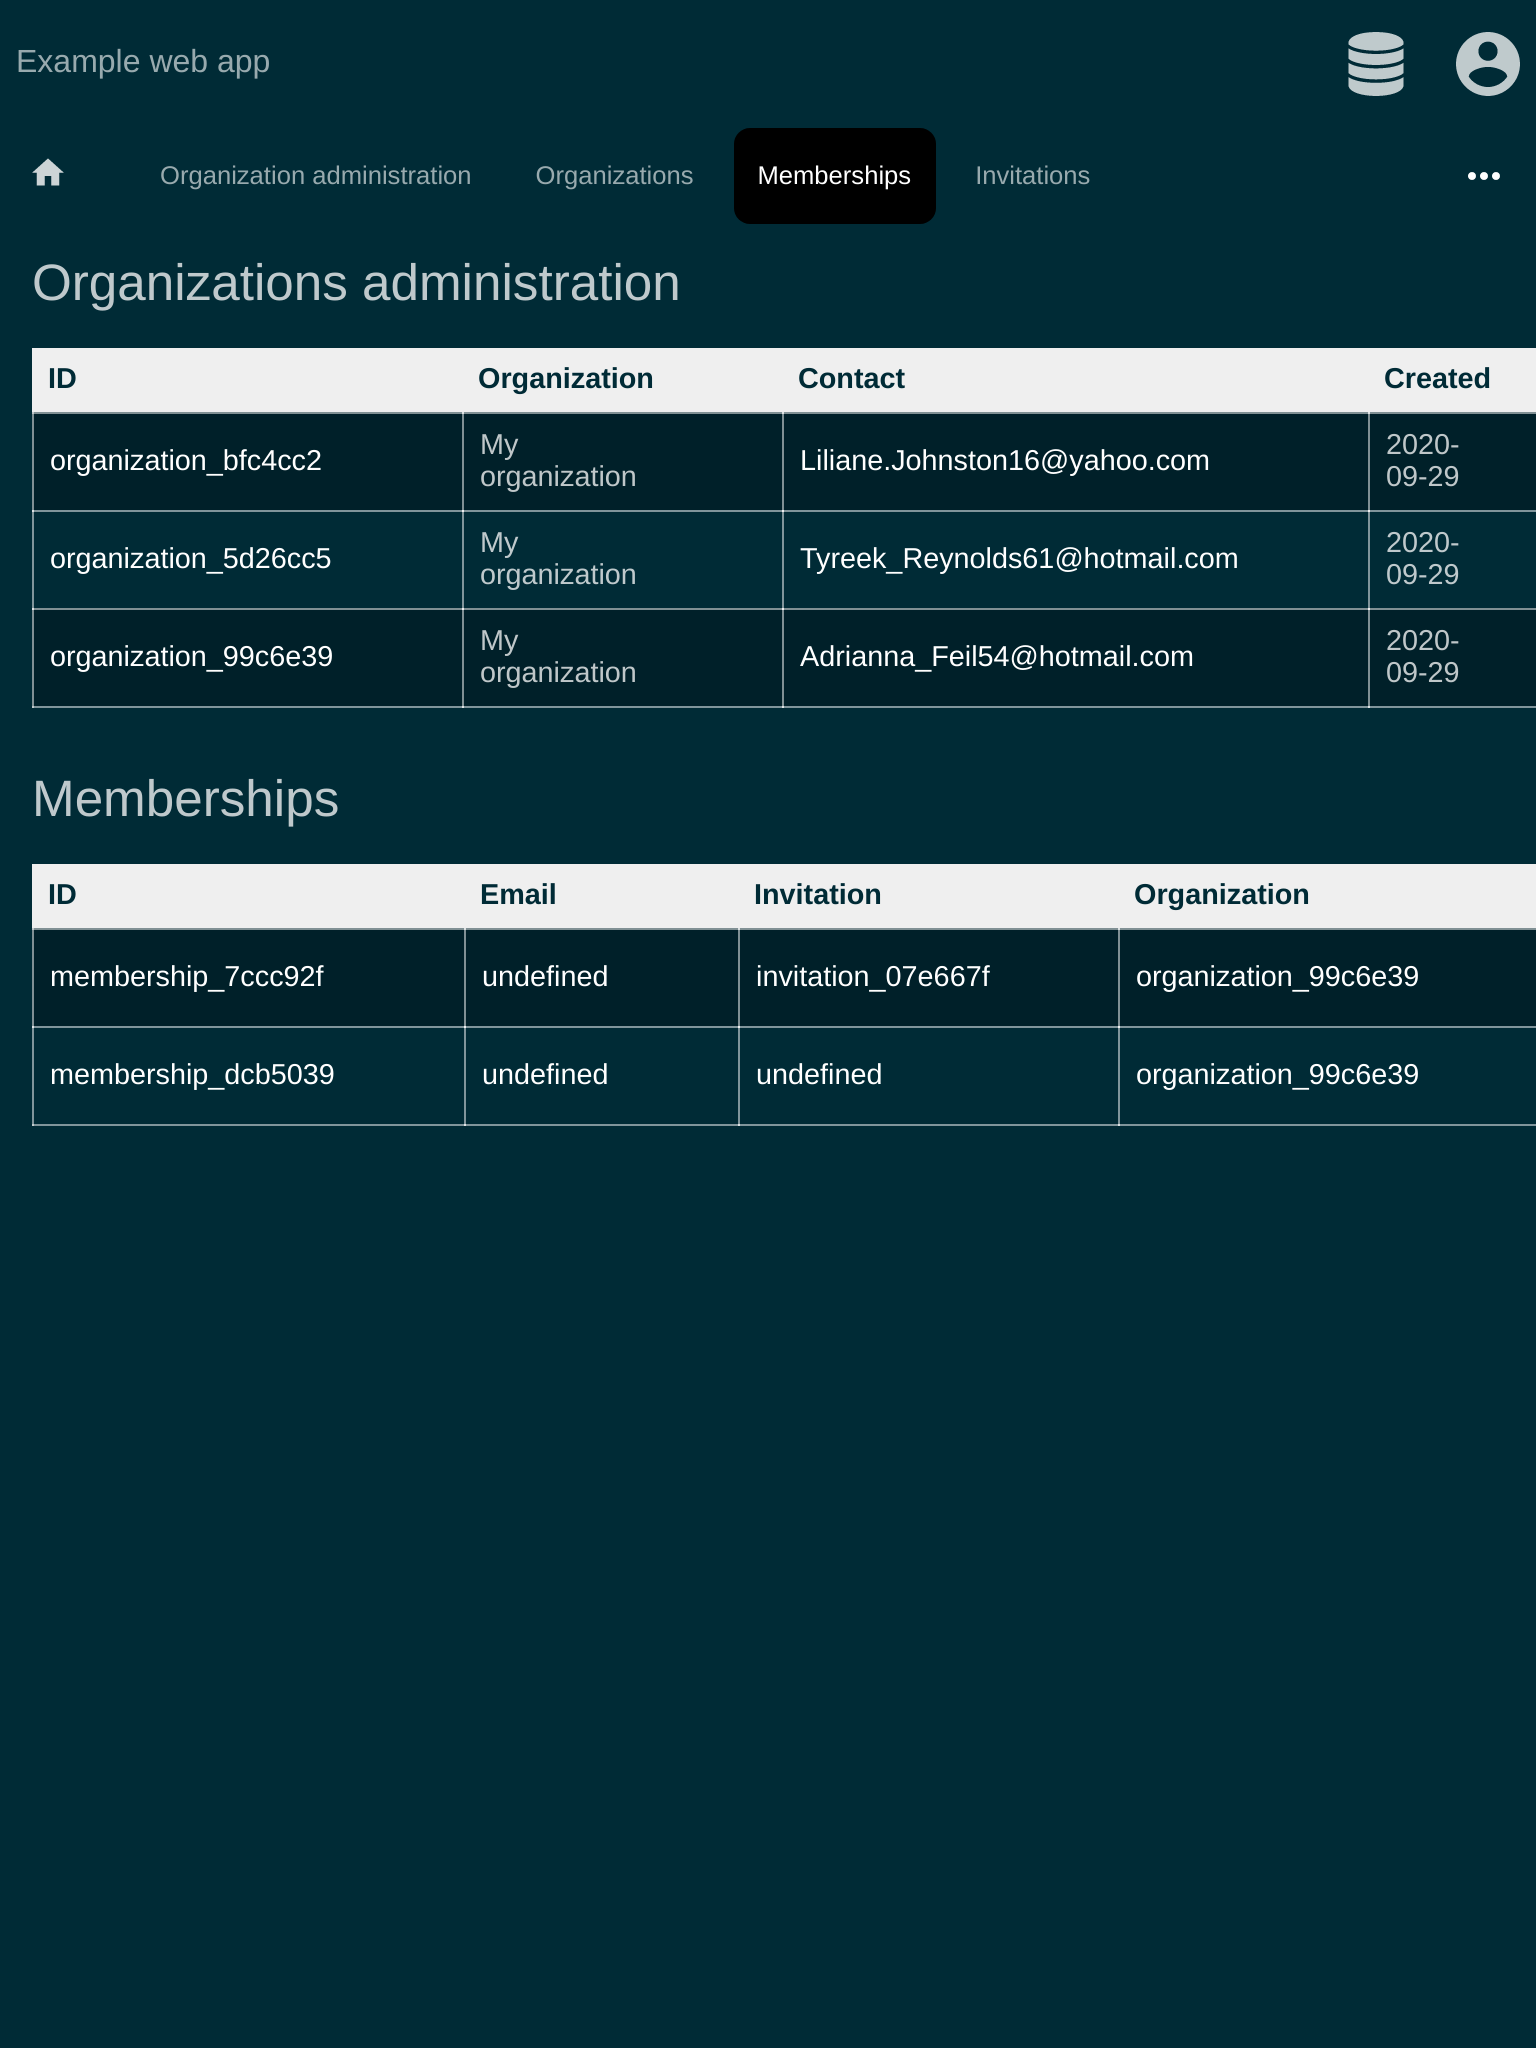 Example web app
Organization administration Organizations Memberships Invitations
Organizations administration
ID Organization Contact Created
organization_bfc4cc2 My organization Liliane.Johnston16@yahoo.com 2020-09-29
organization_5d26cc5 My organization Tyreek_Reynolds61@hotmail.com 2020-09-29
organization_99c6e39 My organization Adrianna_Feil54@hotmail.com 2020-09-29
Memberships
ID Email Invitation Organization
membership_7ccc92f undefined invitation_07e667f organization_99c6e39
membership_dcb5039 undefined undefined organization_99c6e39